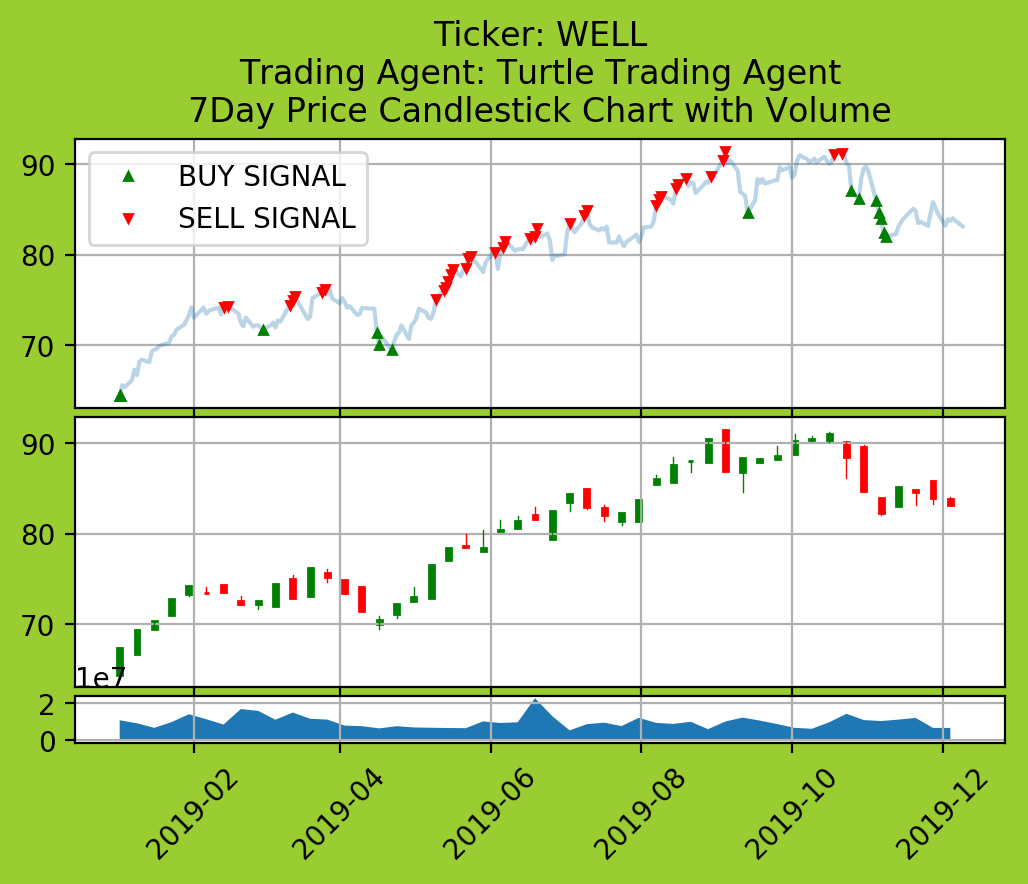 Ticker: WELL
Trading Agent: Turtle Trading Agent
7Day Price Candlestick Chart with Volume
90
80
70
BUY SIGNAL
SELL SIGNAL
90
80
70
1e7
2
0
2019-02
2019-04
2019-06
2019-08
2019-10
2019-12